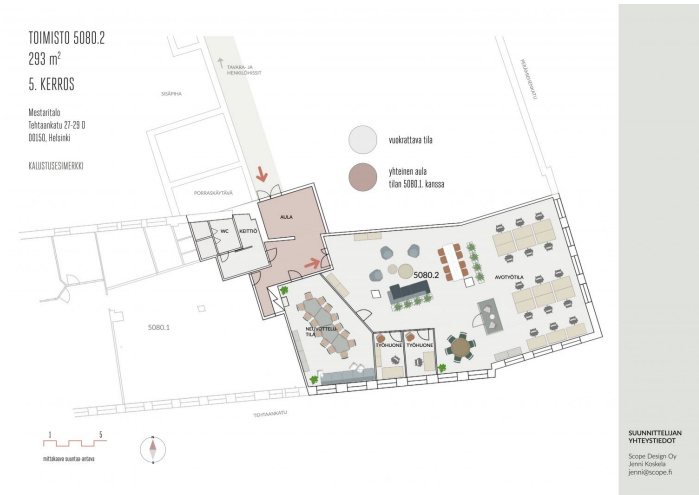 TOIMISTO 5080.2
293 m²
5. KERROS
Mestaritalo
Tehtaankatu 27-29 D
00150, Helsinki
KALUSTUSESIMERKKI
TAVARA- JA
HENKILÖHISSIT
SISÄPIHA
PERÄMIEHENKATU
vuokrattava tila
yhteinen aula
tilan 5080.1. kanssa
PORRASKÄYTÄVÄ
AULA
WC
KEITTIÖ
5080.2
AVOTYÖTILA
5080.1
NEUVOTTELU
TILA
TYÖHUONE
TYÖHUONE
TEHTAANKATU
1
5
mittakaava suuntaa-antava
SUUNNITTELIJAN
YHTEYSTIEDOT
Scope Design Oy
Jenni Koskela
jenni@scope.fi